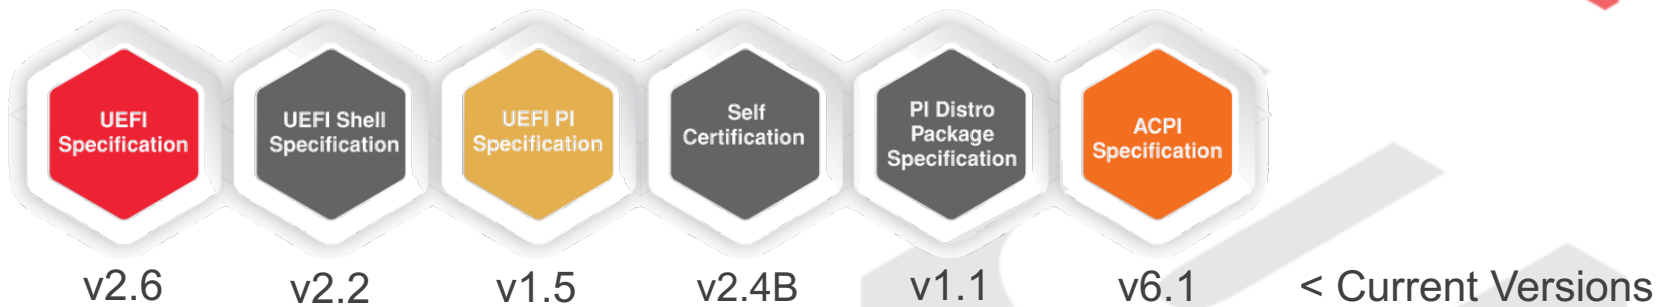 UEFI
Specification
UEFI Shell
Specification
UEFI PI
Specification
Self
Certification
PI Distro
Package
Specification
ACPI
Specification
v2.6
v2.2
v1.5
v2.4B
v1.1
v6.1
< Current Versions